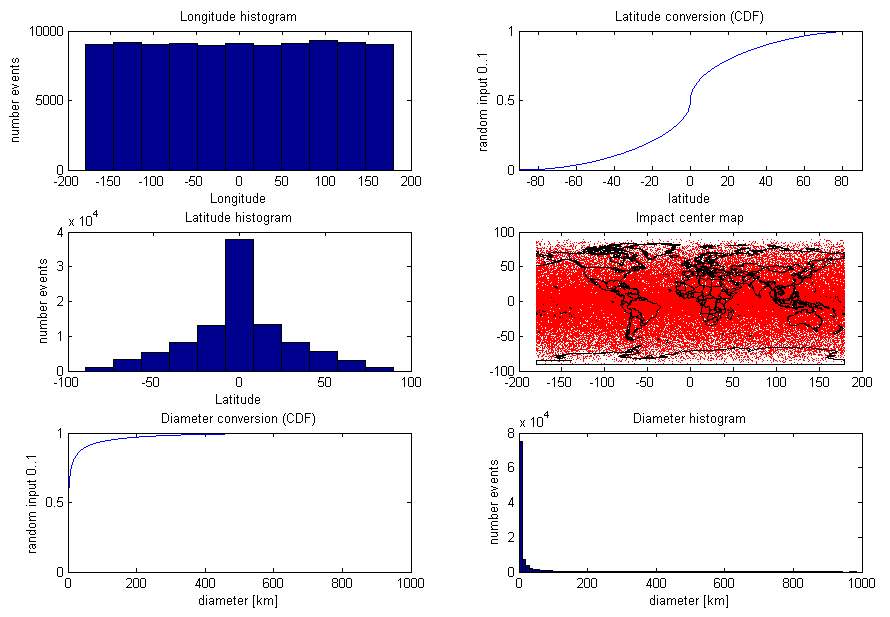 Longitude histogram
10000
5000
0
number events
-200 -150 -100 -50 0 50 100 150 200
Longitude
Latitude conversion (CDF)
1
0.5
0
random input 0..1
-80 -60 -40 -20 0 20 40 60 80
latitude
Latitude histogram
x 10^4
4
3
2
1
0
number events
-100 -50 0 50 100
Latitude
Impact center map
100
50
0
-50
-100
-200 -150 -100 -50 0 50 100 150 200
Diameter conversion (CDF)
1
0.5
0
random input 0..1
0 200 400 600 800 1000
diameter [km]
Diameter histogram
x 10^4
8
6
4
2
0
number events
0 200 400 600 800 1000
diameter [km]